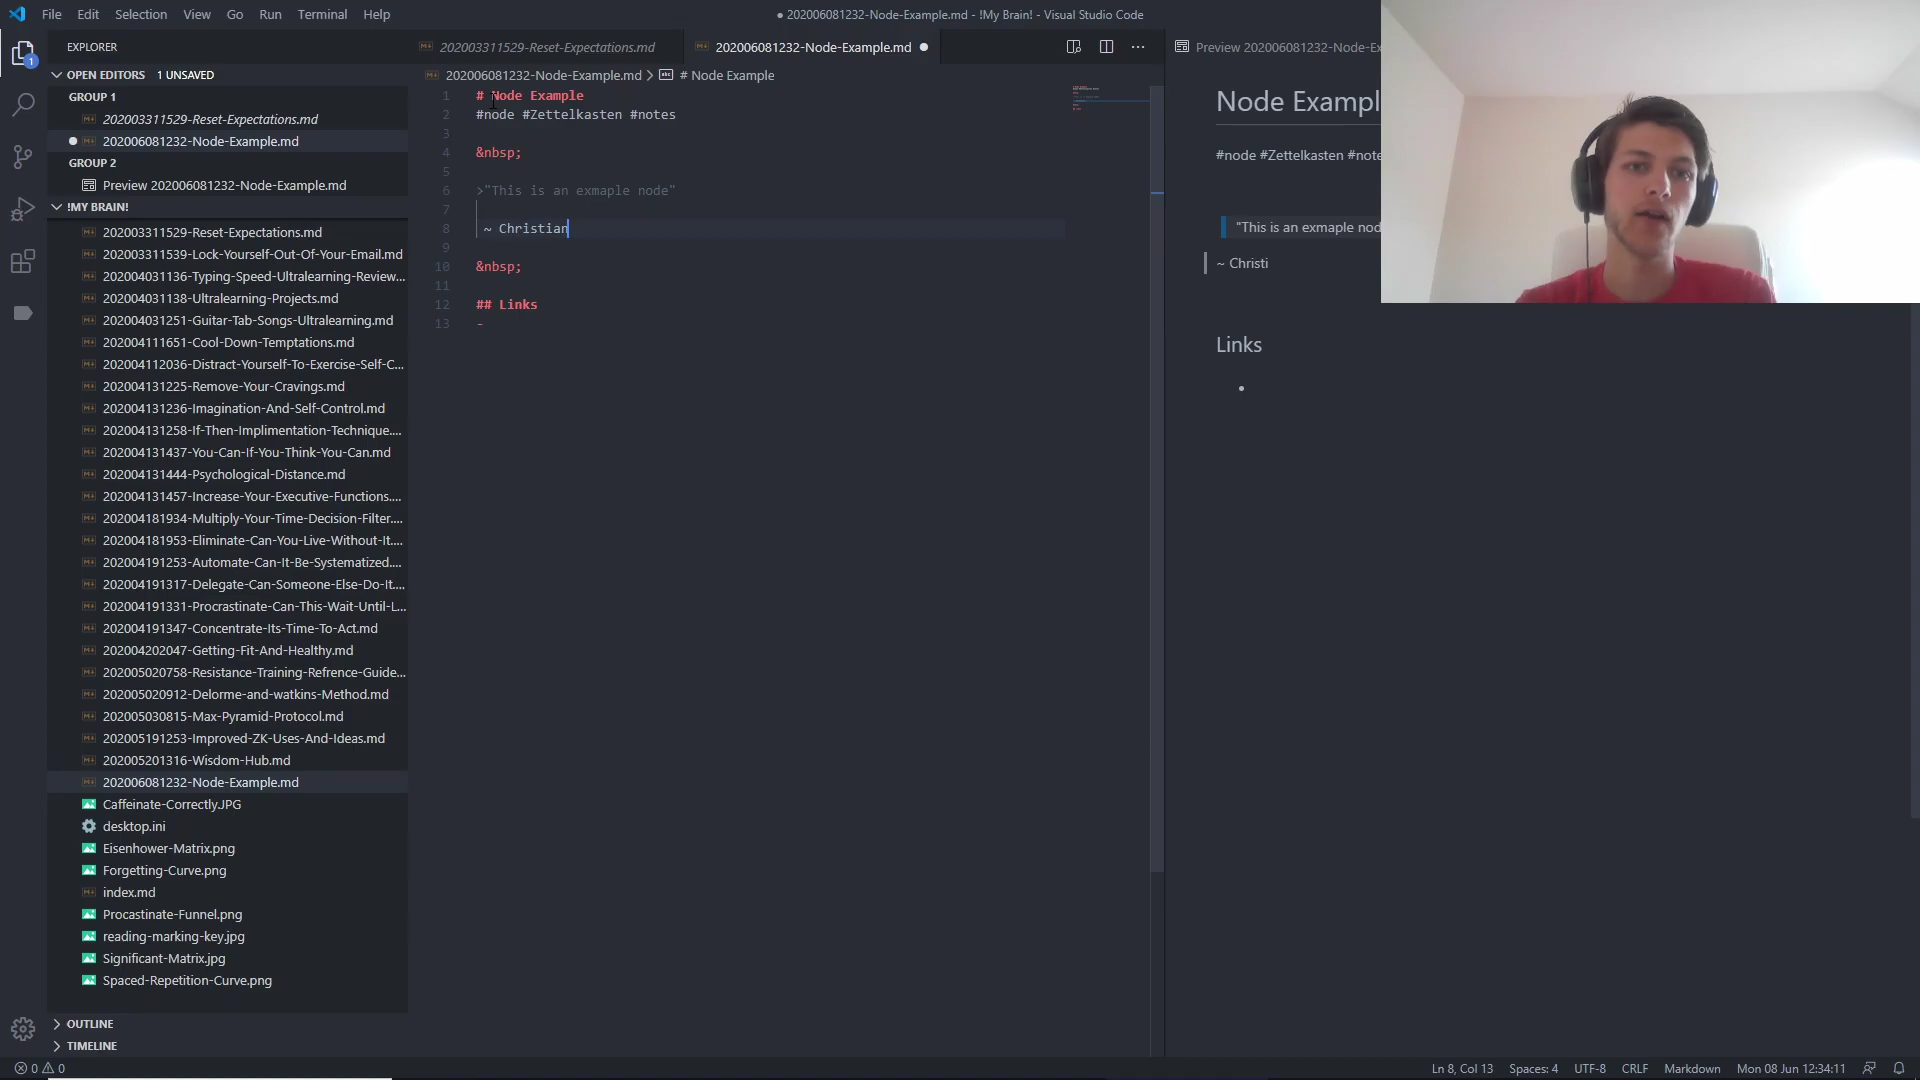 File Edit Selection View Go Run Terminal Help
● 202006081232-Node-Example.md - !My Brain! - Visual Studio Code
EXPLORER
OPEN EDITORS 1 UNSAVED
GROUP 1
202003311529-Reset-Expectations.md
202006081232-Node-Example.md
GROUP 2
Preview 202006081232-Node-Example.md
!MY BRAIN!
202003311529-Reset-Expectations.md
202003311539-Lock-Yourself-Out-Of-Your-Email.md
202004031136-Typing-Speed-Ultralearning-Review...
202004031138-Ultralearning-Projects.md
202004031251-Guitar-Tab-Songs-Ultralearning.md
202004111651-Cool-Down-Temptations.md
202004112036-Distract-Yourself-To-Exercise-Self-C...
202004131225-Remove-Your-Cravings.md
202004131236-Imagination-And-Self-Control.md
202004131258-If-Then-Implimentation-Technique....
202004131437-You-Can-If-You-Think-You-Can.md
202004131444-Psychological-Distance.md
202004131457-Increase-Your-Executive-Functions....
202004181934-Multiply-Your-Time-Decision-Filter....
202004181953-Eliminate-Can-You-Live-Without-It....
202004191253-Automate-Can-It-Be-Systematized....
202004191317-Delegate-Can-Someone-Else-Do-It....
202004191331-Procrastinate-Can-This-Wait-Until-L...
202004191347-Concentrate-Its-Time-To-Act.md
202004202047-Getting-Fit-And-Healthy.md
202005020758-Resistance-Training-Refrence-Guide...
202005020912-Delorme-and-watkins-Method.md
202005030815-Max-Pyramid-Protocol.md
202005191253-Improved-ZK-Uses-And-Ideas.md
202005201316-Wisdom-Hub.md
202006081232-Node-Example.md
Caffeinate-Correctly.JPG
desktop.ini
Eisenhower-Matrix.png
Forgetting-Curve.png
index.md
Procastinate-Funnel.png
reading-marking-key.jpg
Significant-Matrix.jpg
Spaced-Repetition-Curve.png
OUTLINE
TIMELINE
1
202003311529-Reset-Expectations.md
202006081232-Node-Example.md
202006081232-Node-Example.md > # Node Example
1 # Node Example
2 #node #Zettelkasten #notes
3
4 &nbsp;
5
6 >"This is an exmaple node"
7
8 ~ Christian
9
10 &nbsp;
11
12 ## Links
13 -
Preview 202006081232-Node-Ex
Node Exampl
#node #Zettelkasten #note
"This is an exmaple nod
~ Christi
Links
0 0
Ln 8, Col 13 Spaces: 4 UTF-8 CRLF Markdown Mon 08 Jun 12:34:11